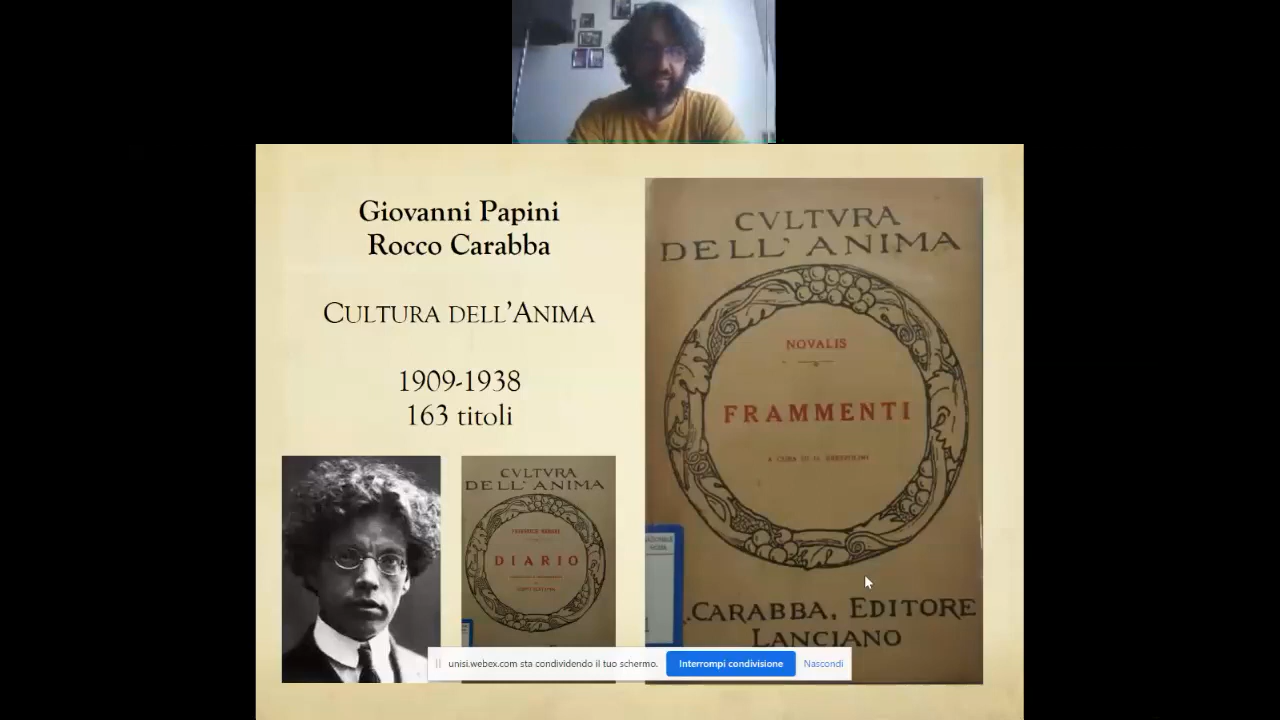 Giovanni Papini
Rocco Carabba
CULTURA DELL'ANIMA
1909-1938
163 titoli
CVLTVRA
DELL' ANIMA
NOVALIS
FRAMMENTI
A CURA DI G. PREZZOLINI
.CARABBA, EDITORE
LANCIANO
CVLTVRA
DELL' ANIMA
DIARIO
unisi.webex.com sta condividendo il tuo schermo.
Interrompi condivisione
Nascondi